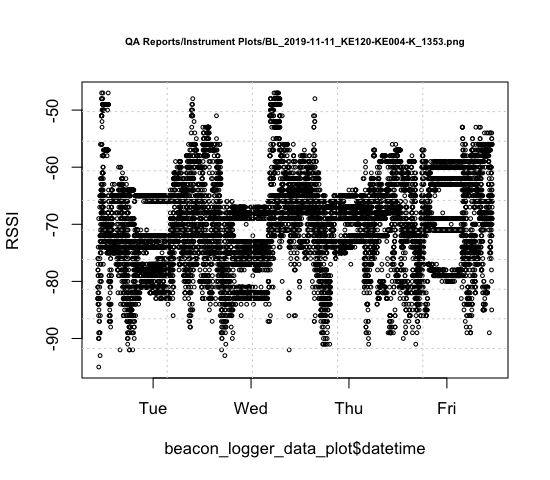 QA Reports/Instrument Plots/BL_2019-11-11_KE120-KE004-K_1353.png
-50
-60
-70
-80
-90
RSSI
Tue Wed Thu Fri
beacon_logger_data_plot$datetime